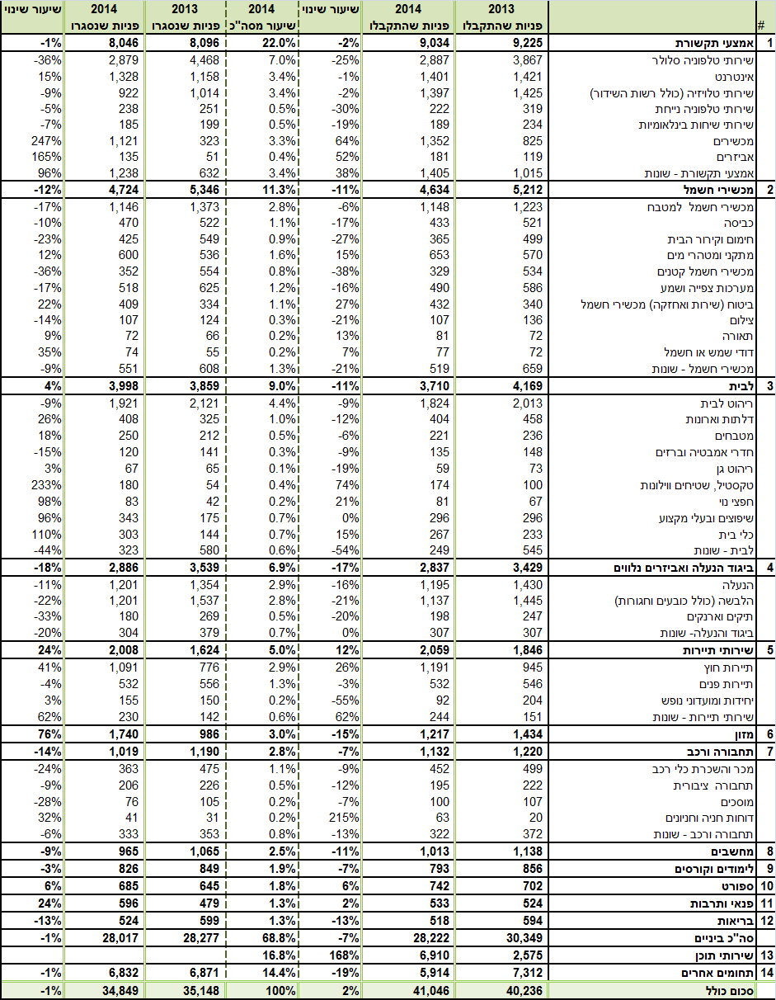 # 2013 פניות שהתקבלו 2014 פניות שהתקבלו שיעור שינוי 2014 שיעור מסה"כ 2013 פניות שנסגרו 2014 פניות שנסגרו שיעור שינוי
1 אמצעי תקשורת 9,225 9,034 -2% 22.0% 8,096 8,046 -1%
שירותי טלפוניה סלולר 3,867 2,887 -25% 7.0% 4,468 2,879 -36%
אינטרנט 1,421 1,401 -1% 3.4% 1,158 1,328 15%
שירותי טלויזיה (כולל רשות השידור) 1,425 1,397 -2% 3.4% 1,014 922 -9%
שירותי טלפוניה נייחת 319 222 -30% 0.5% 251 238 -5%
שירותי שיחות בינלאומיות 234 189 -19% 0.5% 199 185 -7%
מכשירים 825 1,352 64% 3.3% 323 1,121 247%
אביזרים 119 181 52% 0.4% 51 135 165%
אמצעי תקשורת - שונות 1,015 1,405 38% 3.4% 632 1,238 96%
2 מכשירי חשמל 5,212 4,634 -11% 11.3% 5,346 4,724 -12%
מכשירי חשמל למטבח 1,223 1,148 -6% 2.8% 1,373 1,146 -17%
כביסה 521 433 -17% 1.1% 522 470 -10%
חימום וקירור הבית 499 365 -27% 0.9% 549 425 -23%
מתקני ומטהרי מים 570 653 15% 1.6% 536 600 12%
מכשירי חשמל קטנים 534 329 -38% 0.8% 554 352 -36%
מערכות צפייה ושמע 586 490 -16% 1.2% 625 518 -17%
ביטוח (שירות ואחזקה) מכשירי חשמל 340 432 27% 1.1% 334 409 22%
צילום 136 107 -21% 0.3% 124 107 -14%
תאורה 72 81 13% 0.2% 66 72 9%
דודי שמש או חשמל 72 77 7% 0.2% 55 74 35%
מכשירי חשמל - שונות 659 519 -21% 1.3% 608 551 -9%
3 לבית 4,169 3,710 -11% 9.0% 3,859 3,998 4%
ריהוט לבית 2,013 1,824 -9% 4.4% 2,121 1,921 -9%
דלתות וארונות 458 404 -12% 1.0% 325 408 26%
מטבחים 236 221 -6% 0.5% 212 250 18%
חדרי אמבטיה וברזים 148 135 -9% 0.3% 141 120 -15%
ריהוט גן 73 59 -19% 0.1% 65 67 3%
טקסטיל, שטיחים ווילונות 100 174 74% 0.4% 54 180 233%
חפצי נוי 67 81 21% 0.2% 42 83 98%
שיפוצים ובעלי מקצוע 296 296 0% 0.7% 175 343 96%
כלי בית 233 267 15% 0.7% 144 303 110%
לבית - שונות 545 249 -54% 0.6% 580 323 -44%
4 ביגוד הנעלה ואביזרים נלווים 3,429 2,837 -17% 6.9% 3,539 2,886 -18%
הנעלה 1,430 1,195 -16% 2.9% 1,354 1,201 -11%
הלבשה (כולל כובעים וחגורות) 1,445 1,137 -21% 2.8% 1,537 1,201 -22%
תיקים וארנקים 247 198 -20% 0.5% 269 180 -33%
ביגוד והנעלה- שונות 307 307 0% 0.7% 379 304 -20%
5 שירותי תיירות 1,846 2,059 12% 5.0% 1,624 2,008 24%
תיירות חוץ 945 1,191 26% 2.9% 776 1,091 41%
תיירות פנים 546 532 -3% 1.3% 556 532 -4%
יחידות ומועדוני נופש 204 92 -55% 0.2% 150 155 3%
שירותי תיירות - שונות 151 244 62% 0.6% 142 230 62%
6 מזון 1,434 1,217 -15% 3.0% 986 1,740 76%
7 תחבורה ורכב 1,220 1,132 -7% 2.8% 1,190 1,019 -14%
מכר והשכרת כלי רכב 499 452 -9% 1.1% 475 363 -24%
תחבורה ציבורית 222 195 -12% 0.5% 226 206 -9%
מוסכים 107 100 -7% 0.2% 105 76 -28%
דוחות חניה וחניונים 20 63 215% 0.2% 31 41 32%
תחבורה ורכב - שונות 372 322 -13% 0.8% 353 333 -6%
8 מחשבים 1,138 1,013 -11% 2.5% 1,065 965 -9%
9 לימודים וקורסים 856 793 -7% 1.9% 849 826 -3%
10 ספורט 702 742 6% 1.8% 645 685 6%
11 פנאי ותרבות 524 533 2% 1.3% 479 596 24%
12 בריאות 594 518 -13% 1.3% 599 524 -13%
סה"כ ביניים 30,349 28,222 -7% 68.8% 28,277 28,017 -1%
13 שירותי תוכן 2,575 6,910 168% 16.8%
14 תחומים אחרים 7,312 5,914 -19% 14.4% 6,871 6,832 -1%
סכום כולל 40,236 41,046 2% 100% 35,148 34,849 -1%